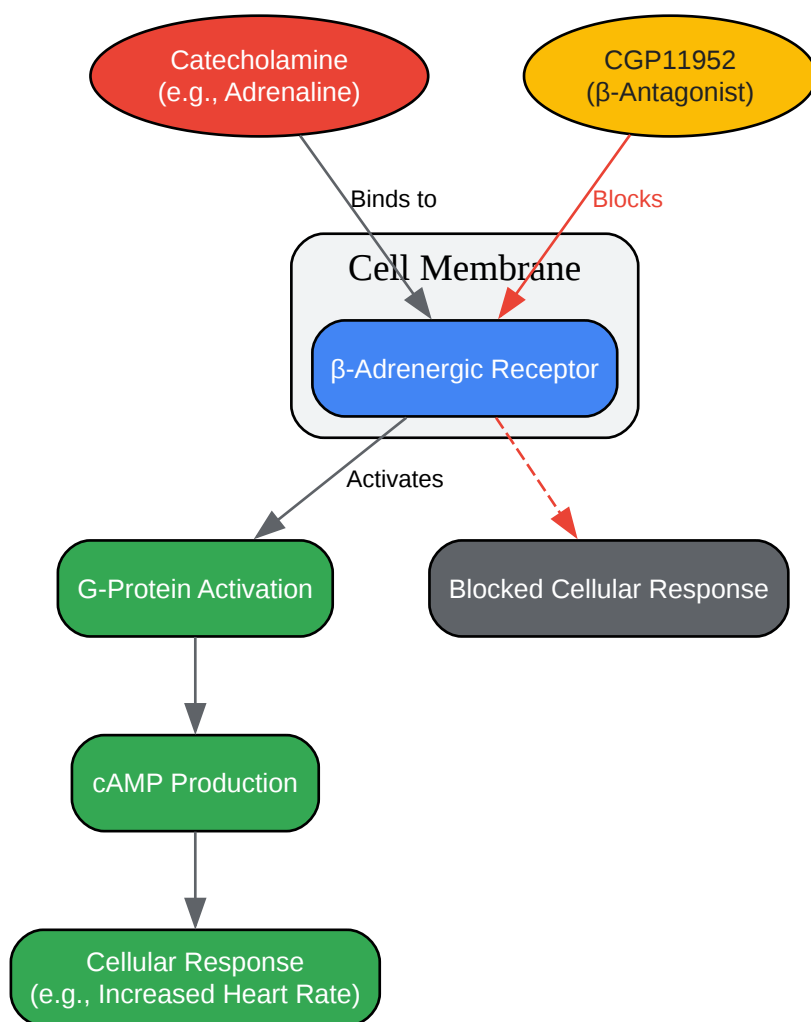 Catecholamine
(e.g., Adrenaline)
CGP11952
(β-Antagonist)
Binds to
Blocks
Cell Membrane
β-Adrenergic Receptor
Activates
G-Protein Activation
Blocked Cellular Response
cAMP Production
Cellular Response
(e.g., Increased Heart Rate)